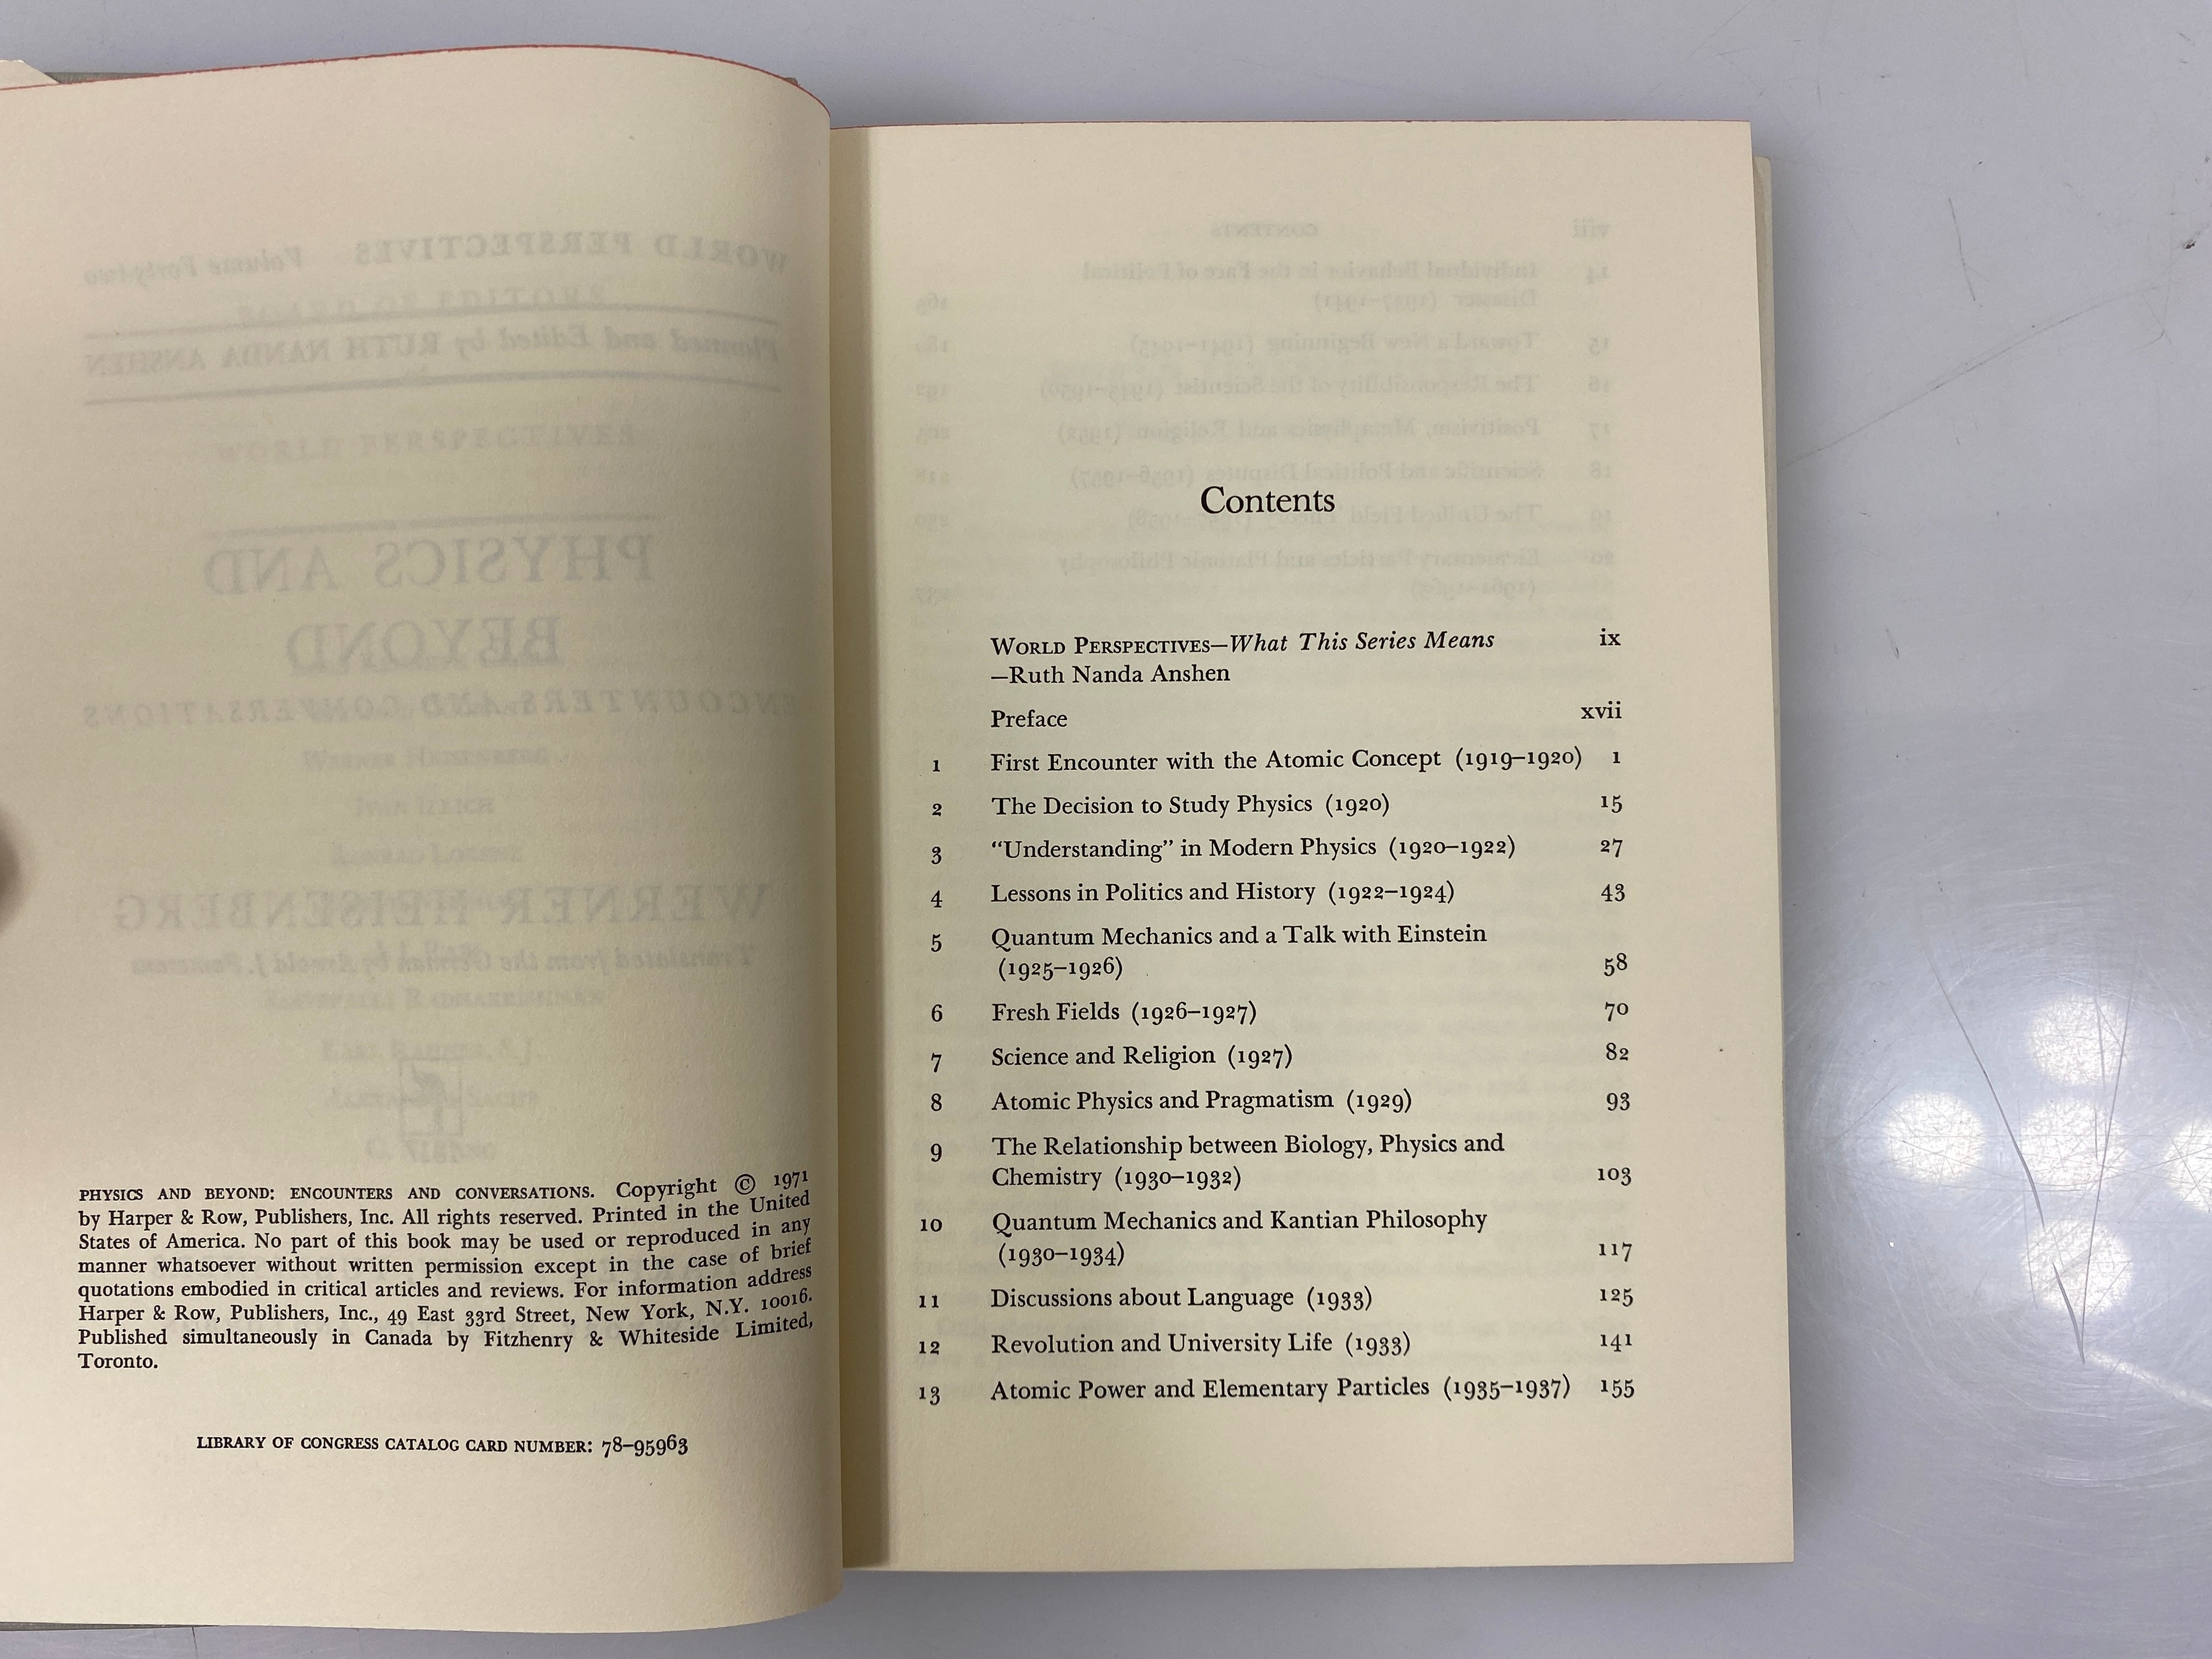 PHYSICS AND BEYOND: ENCOUNTERS AND CONVERSATIONS. Copyright © 1971
by Harper & Row, Publishers, Inc. All rights reserved. Printed in the United
States of America. No part of this book may be used or reproduced in any
manner whatsoever without written permission except in the case of brief
quotations embodied in critical articles and reviews. For information address
Harper & Row, Publishers, Inc., 49 East 33rd Street, New York, N.Y. 10016.
Published simultaneously in Canada by Fitzhenry & Whiteside Limited,
Toronto.
LIBRARY OF CONGRESS CATALOG CARD NUMBER: 78–95963
Contents
WORLD PERSPECTIVES—What This Series Means ix
—Ruth Nanda Anshen
Preface xvii
1 First Encounter with the Atomic Concept (1919–1920) 1
2 The Decision to Study Physics (1920) 15
3 “Understanding” in Modern Physics (1920–1922) 27
4 Lessons in Politics and History (1922–1924) 43
5 Quantum Mechanics and a Talk with Einstein
(1925–1926) 58
6 Fresh Fields (1926–1927) 70
7 Science and Religion (1927) 82
8 Atomic Physics and Pragmatism (1929) 93
9 The Relationship between Biology, Physics and
Chemistry (1930–1932) 103
10 Quantum Mechanics and Kantian Philosophy
(1930–1934) 117
11 Discussions about Language (1933) 125
12 Revolution and University Life (1933) 141
13 Atomic Power and Elementary Particles (1935–1937) 155